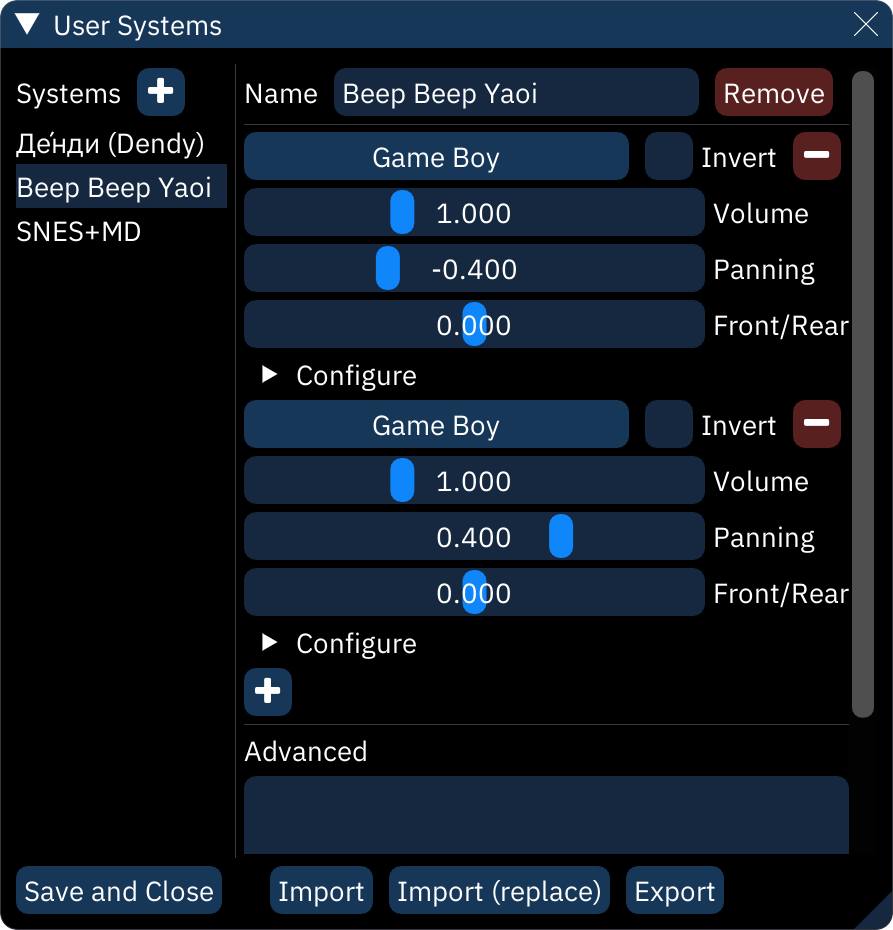 User Systems
Systems
Де́нди (Dendy)
Beep Beep Yaoi
SNES+MD
Name Beep Beep Yaoi Remove
Game Boy Invert
1.000 Volume
-0.400 Panning
0.000 Front/Rear
Configure
Game Boy Invert
1.000 Volume
0.400 Panning
0.000 Front/Rear
Configure
Advanced
Save and Close Import Import (replace) Export